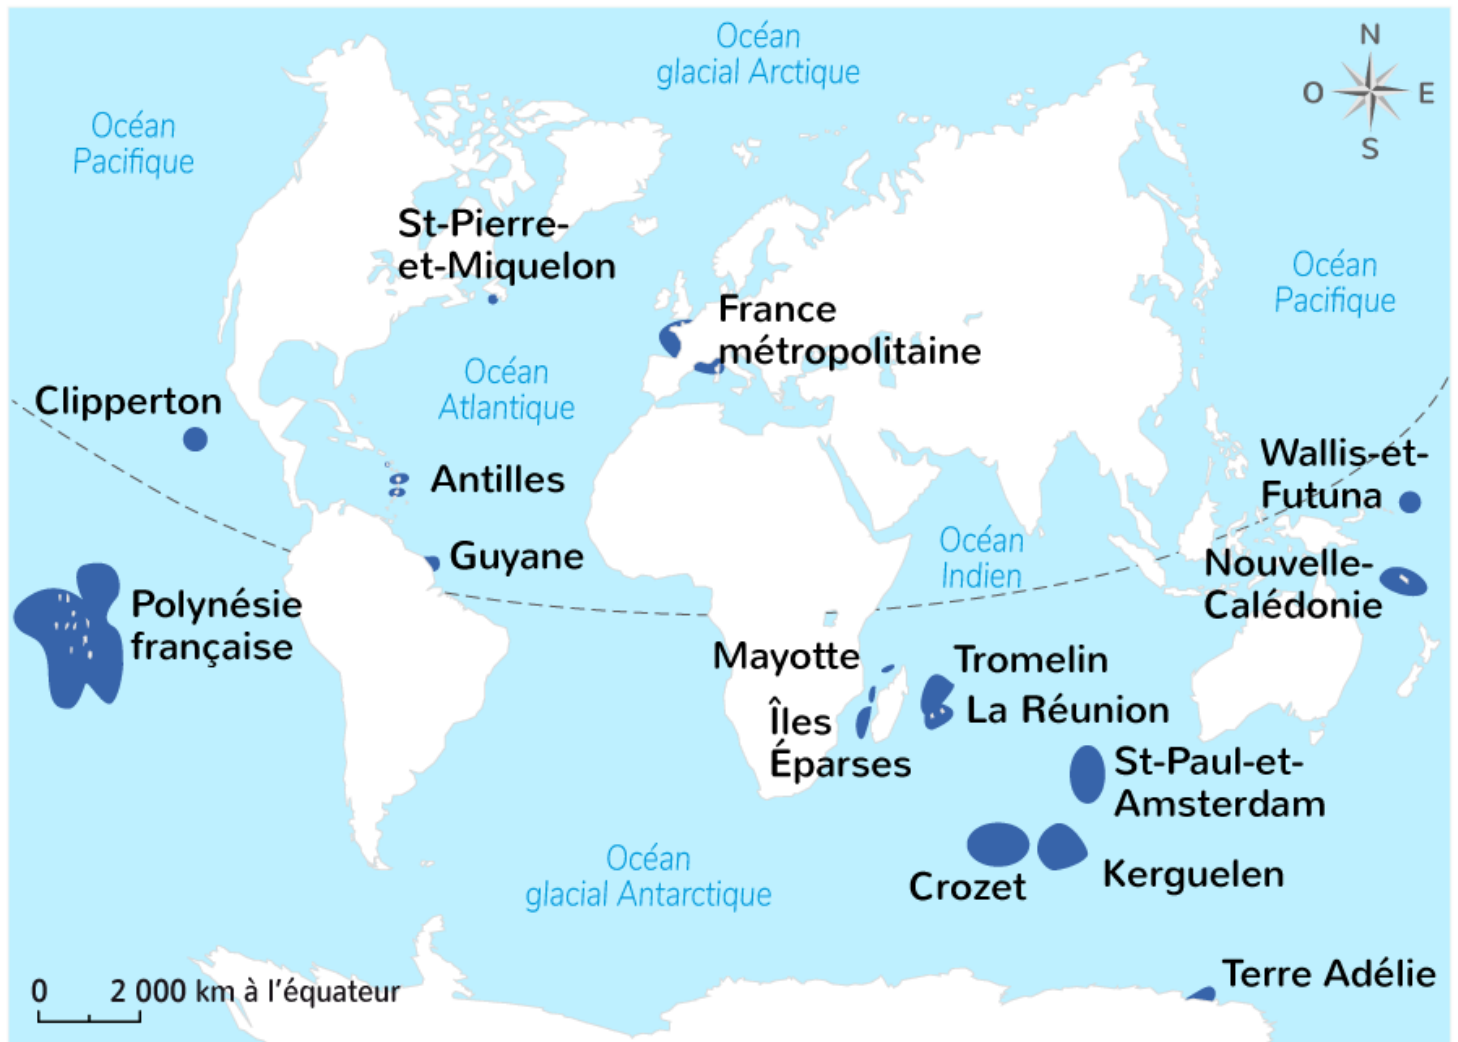 Océan
glacial Arctique
N
O
E
S
Océan
Pacifique
St-Pierre-
et-Miquelon
Océan
Pacifique
France
métropolitaine
Océan
Atlantique
Clipperton
Antilles
Wallis-et-
Futuna
Guyane
Océan
Indien
Nouvelle-
Calédonie
Polynésie
française
Mayotte
Tromelin
Îles
Éparses
La Réunion
St-Paul-et-
Amsterdam
Océan
glacial Antarctique
Crozet
Kerguelen
Terre Adélie
0 2 000 km à l'équateur